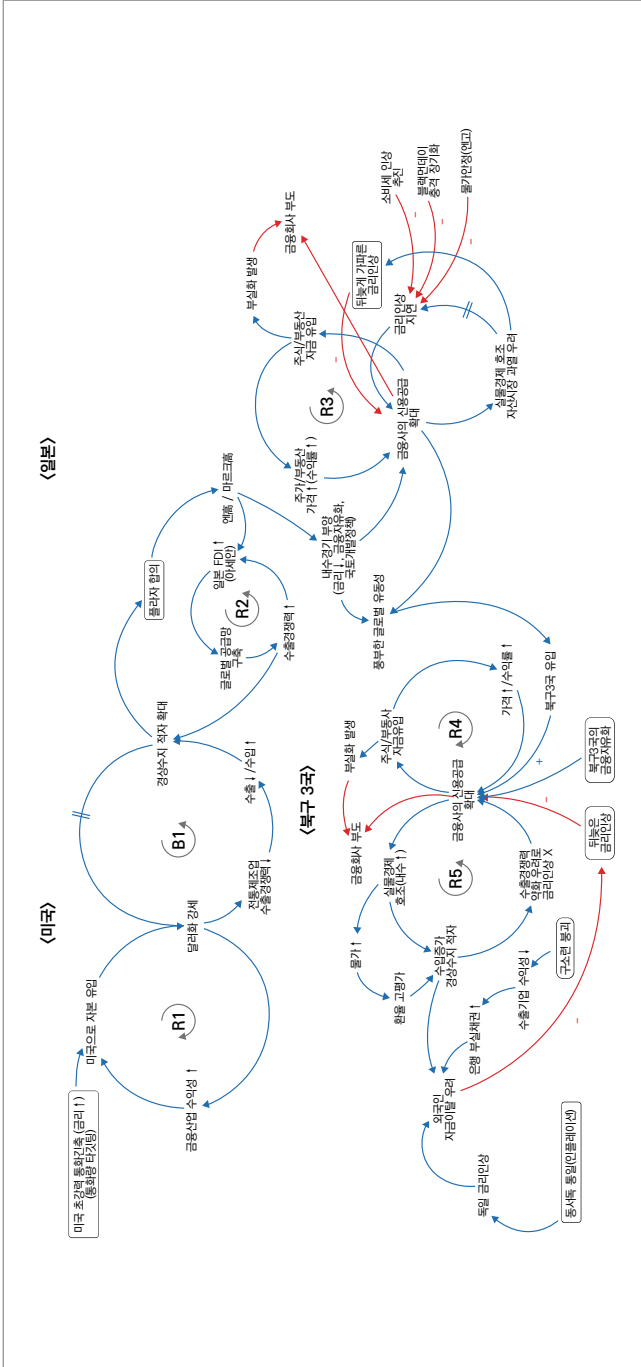 〈미국〉
미국 초강력 통화긴축 (금리↑)
(통화량 타깃팅)
미국으로 자본 유입
R1
금융산업 수익성 ↑
달러화 강세
B1
전통제조업
수출경쟁력↓
수출↓/수입↑
경상수지 적자 확대
〈일본〉
플라자 합의
엔高 / 마르크高
일본 FDI ↑
(아세안)
R2
글로벌 공급망
구축
수출경쟁력 ↑
내수경기 부양
(금리↓, 금융자유화,
국토개발정책)
풍부한 글로벌 유동성
주가/부동산
가격↑(수익률↑)
R3
주식/부동산
자금 유입
부실화 발생
금융회사 부도
금융사의 신용공급
확대
뒤늦게 가파른
금리인상
금리인상
지연
소비세 인상
추진
블랙먼데이
충격 장기화
물가안정(엔고)
실물경제 호조
자산시장 과열 우려
–
–
–
–
〈북구 3국〉
금융회사 부도
부실화 발생
주식/부동사
자금유입
R4
가격↑/수익률↑
북구3국 유입
금융사의 신용공급
확대
+
–
북구3국의
금융자유화
뒤늦은
금리인상
실물경제
호조(내수↑)
R5
물가↑
환율 고평가
수입증가
경상수지 적자
수출경쟁력
약화 우려로
금리인상 X
구소련 붕괴
수출기업 수익성↓
은행 부실채권↑
외국인
자금이탈 우려
–
독일 금리인상
동서독 통일(인플레이션)